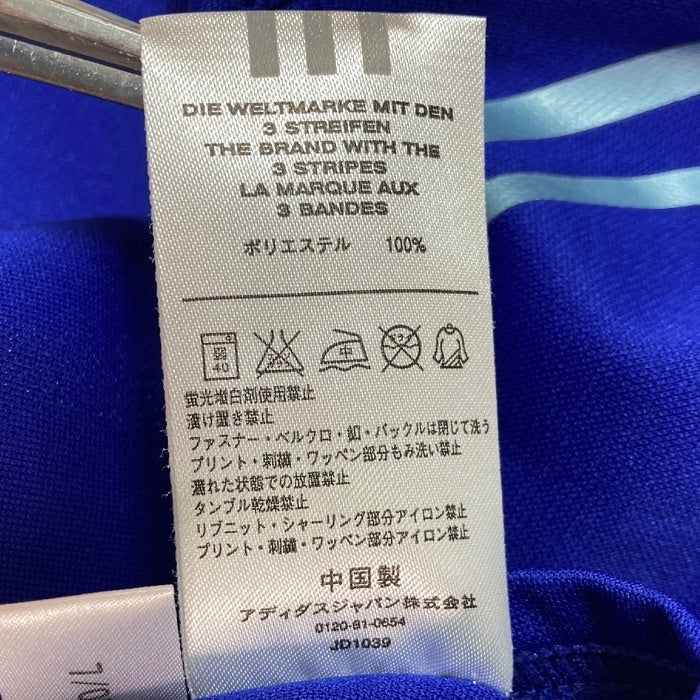 DIE WELTMARKE MIT DEN
3 STREIFEN
THE BRAND WITH THE
3 STRIPES
LA MARQUE AUX
3 BANDES
ポリエステル 100%
弱 40
中
蛍光増白剤使用禁止
漬け置き禁止
ファスナー・ベルクロ・釦・バックルは閉じて洗う
プリント・刺繍・ワッペン部分もみ洗い禁止
濡れた状態での放置禁止
タンブル乾燥禁止
リブニット・シャーリング部分アイロン禁止
プリント・刺繍・ワッペン部分アイロン禁止
中国製
アディダスジャパン株式会社
0120-81-0654
JD1039